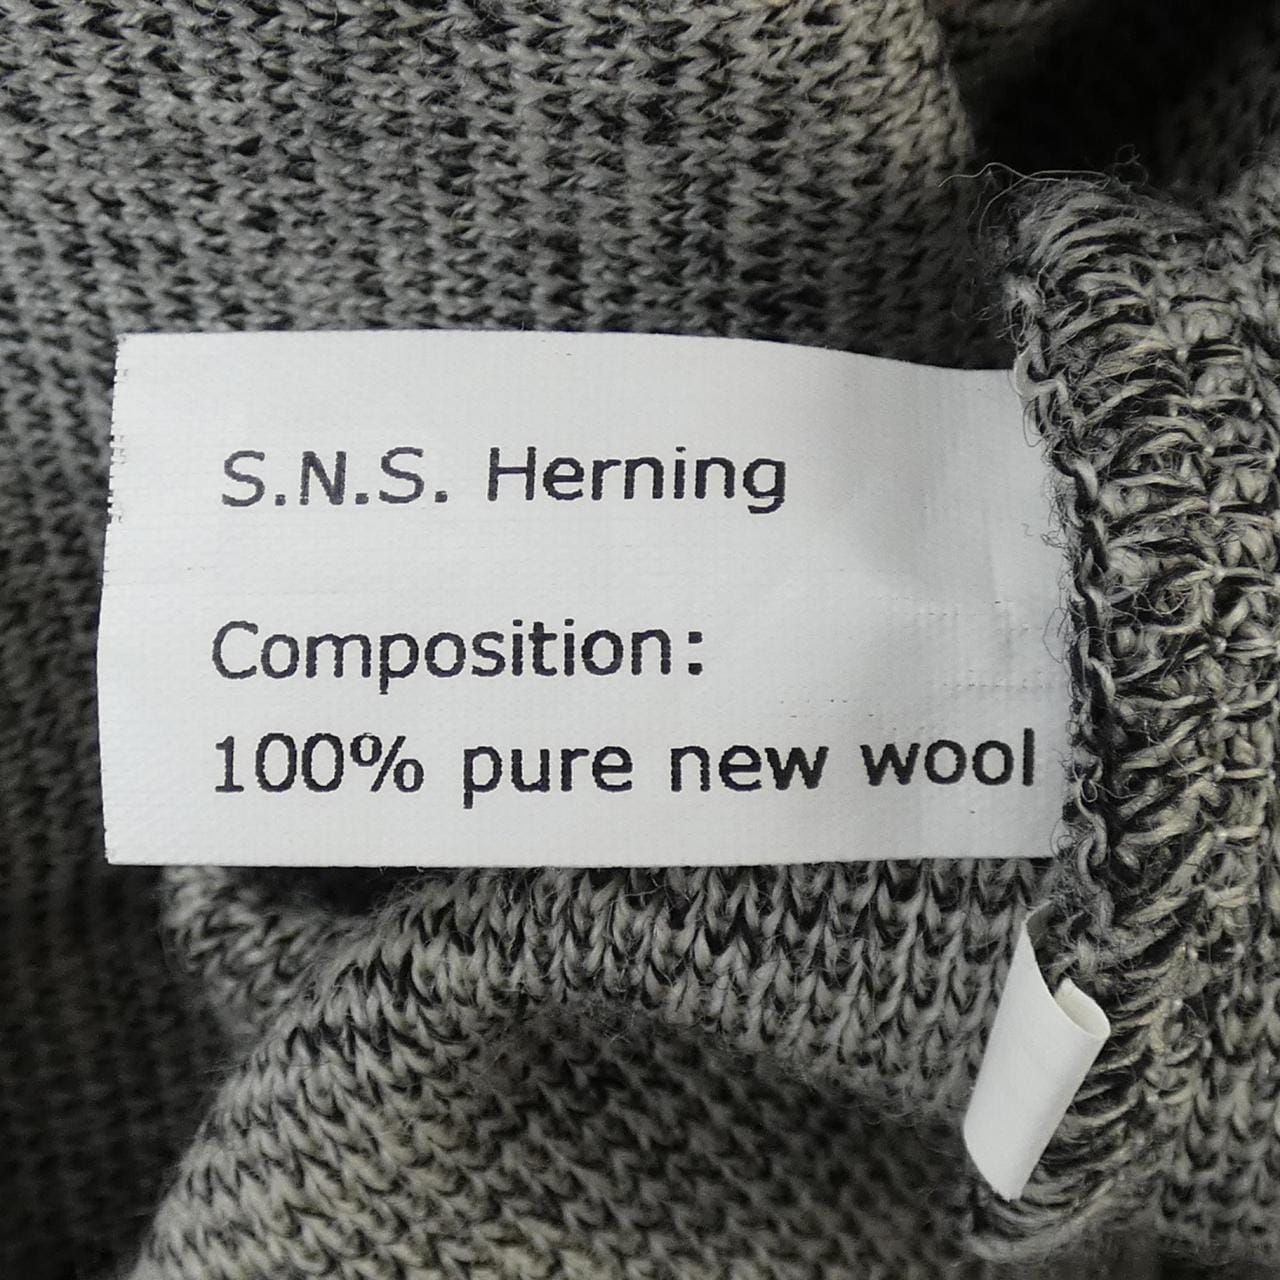 S.N.S. Herning
Composition:
100% pure new wool